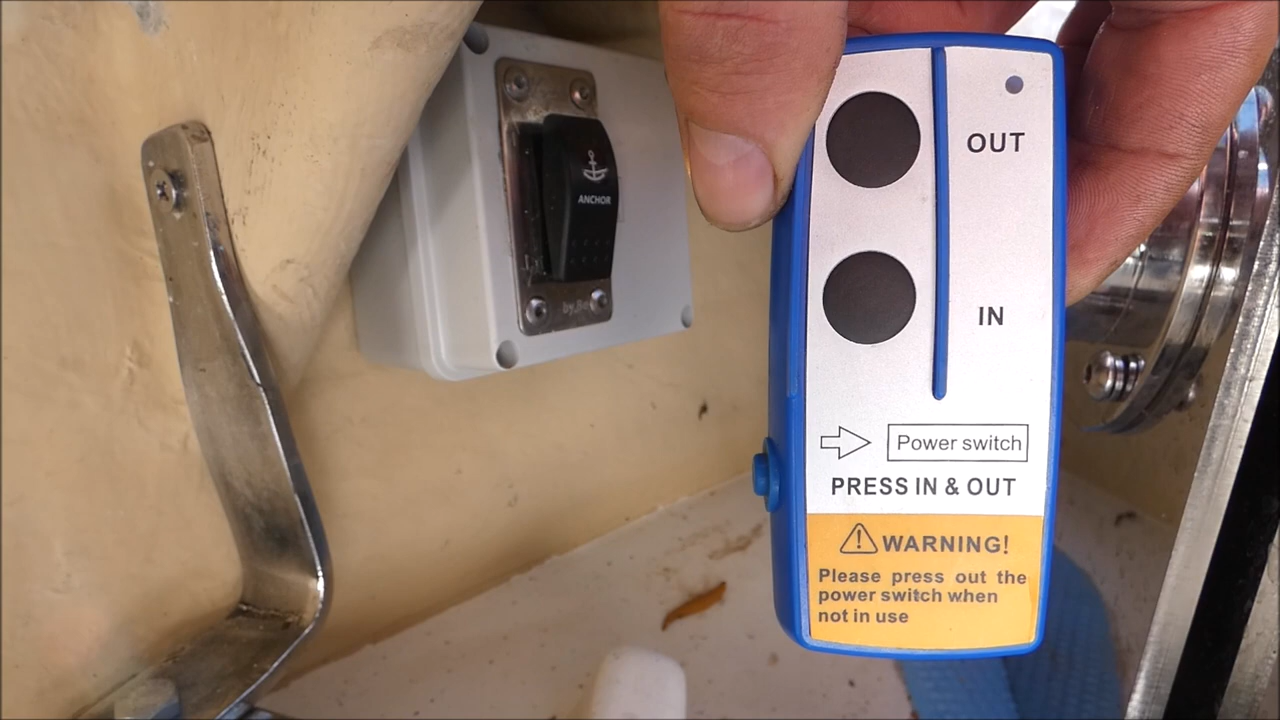 ANCHOR
OUT
IN
Power switch
PRESS IN & OUT
WARNING!
Please press out the
power switch when
not in use